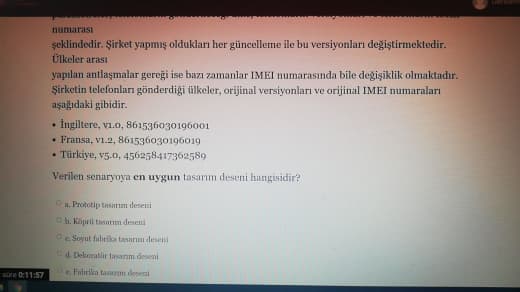 numarası
şeklindedir. Şirket yapmış oldukları her güncelleme ile bu versiyonları değiştirmektedir.
Ülkeler arası
yapılan antlaşmalar gereği ise bazı zamanlar IMEI numarasında bile değişiklik olmaktadır.
Şirketin telefonları gönderdiği ülkeler, orijinal versiyonları ve orijinal IMEI numaraları
aşağıdaki gibidir.
• İngiltere, v1.0, 861536030196001
• Fransa, v1.2, 861536030196019
• Türkiye, v5.0, 456258417362589
Verilen senaryoya en uygun tasarım deseni hangisidir?
a. Prototip tasarım deseni
b. Köprü tasarım deseni
c. Soyut fabrika tasarım deseni
d. Dekoratör tasarım deseni
e. Fabrika tasarım deseni
süre 0:11:57